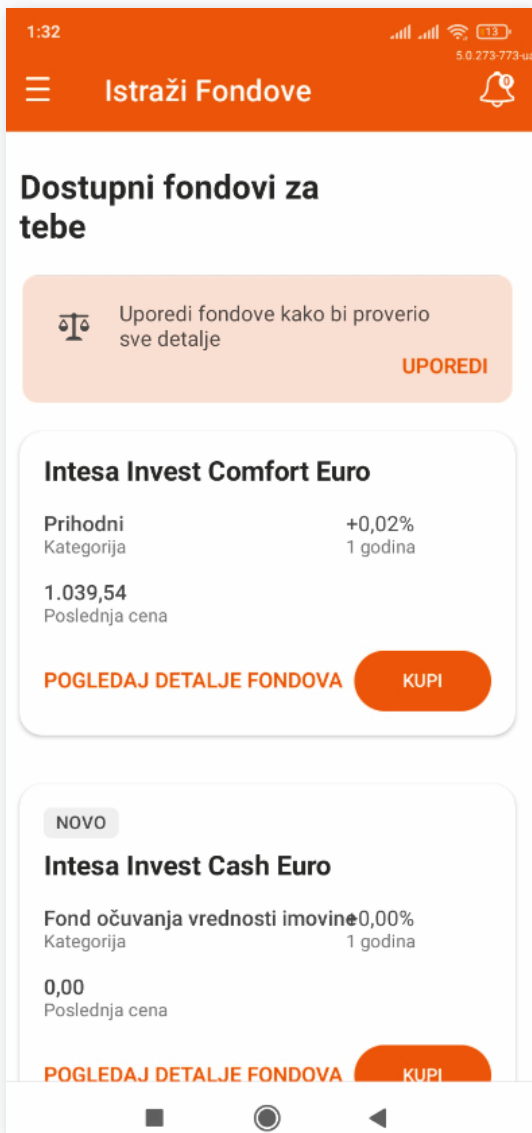 1:32
13
5.0.273-773-ua
Istraži Fondove
0
Dostupni fondovi za
tebe
Uporedi fondove kako bi proverio
sve detalje
UPOREDI
Intesa Invest Comfort Euro
Prihodni +0,02%
Kategorija 1 godina
1.039,54
Poslednja cena
POGLEDAJ DETALJE FONDOVA KUPI
NOVO
Intesa Invest Cash Euro
Fond očuvanja vrednosti imovine +0,00%
Kategorija 1 godina
0,00
Poslednja cena
POGLEDAJ DETALJE FONDOVA KUPI